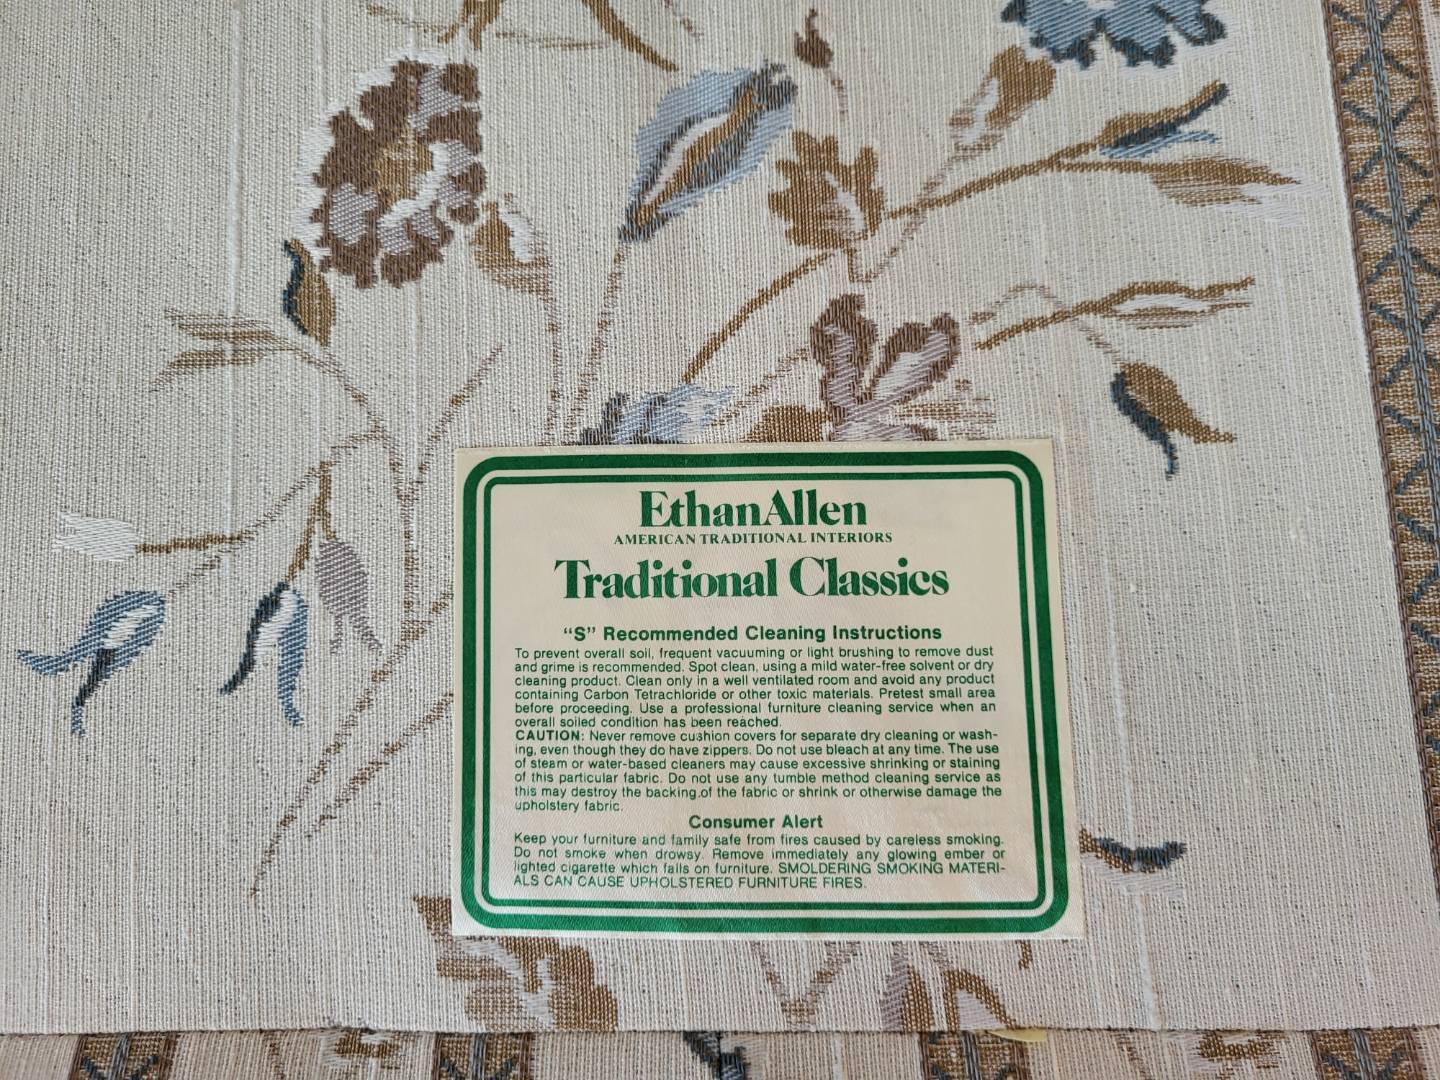 EthanAllen
AMERICAN TRADITIONAL INTERIORS
Traditional Classics
“S” Recommended Cleaning Instructions
To prevent overall soil, frequent vacuuming or light brushing to remove dust
and grime is recommended. Spot clean, using a mild water-free solvent or dry
cleaning product. Clean only in a well ventilated room and avoid any product
containing Carbon Tetrachloride or other toxic materials. Pretest small area
before proceeding. Use a professional furniture cleaning service when an
overall soiled condition has been reached.
CAUTION: Never remove cushion covers for separate dry cleaning or wash-
ing, even though they do have zippers. Do not use bleach at any time. The use
of steam or water-based cleaners may cause excessive shrinking or staining
of this particular fabric. Do not use any tumble method cleaning service as
this may destroy the backing of the fabric or shrink or otherwise damage the
upholstery fabric.
Consumer Alert
Keep your furniture and family safe from fires caused by careless smoking.
Do not smoke when drowsy. Remove immediately any glowing ember or
lighted cigarette which falls on furniture. SMOLDERING SMOKING MATERI-
ALS CAN CAUSE UPHOLSTERED FURNITURE FIRES.